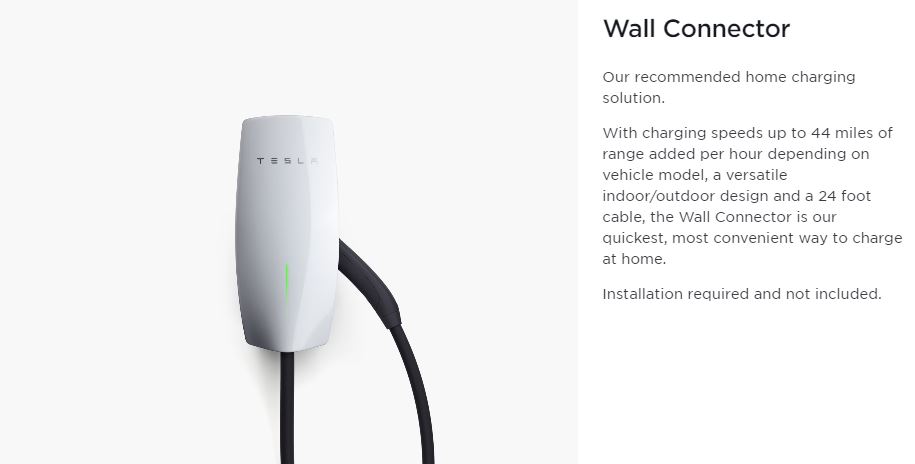 Wall Connector
TESLA
Our recommended home charging
solution.
With charging speeds up to 44 miles of
range added per hour depending on
vehicle model, a versatile
indoor/outdoor design and a 24 foot
cable, the Wall Connector is our
quickest, most convenient way to charge
at home.
Installation required and not included.